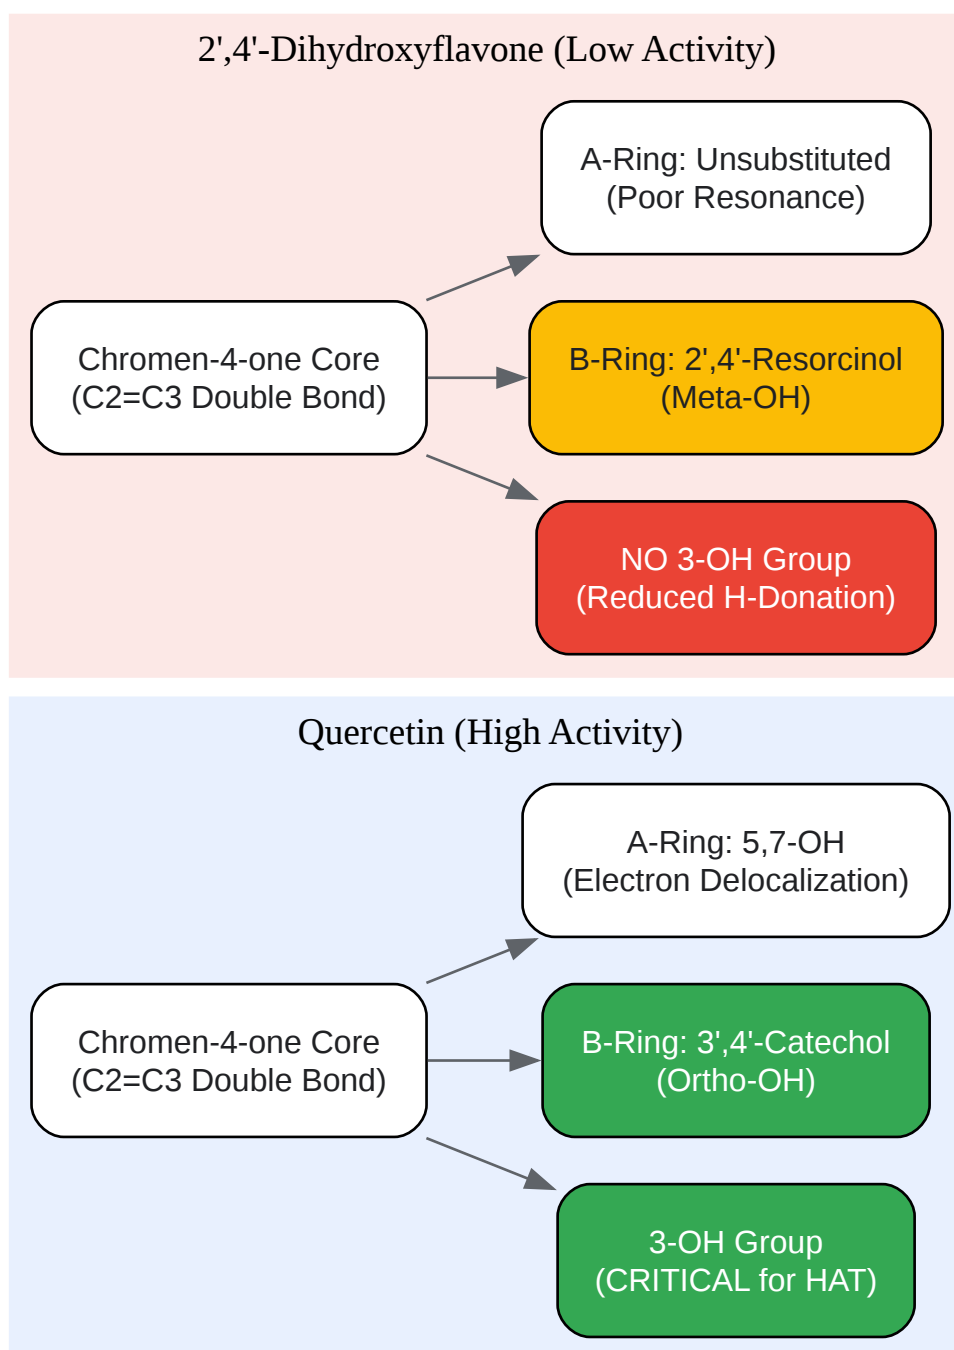 2',4'-Dihydroxyflavone (Low Activity)
A-Ring: Unsubstituted
(Poor Resonance)
Chromen-4-one Core
(C2=C3 Double Bond)
B-Ring: 2',4'-Resorcinol
(Meta-OH)
NO 3-OH Group
(Reduced H-Donation)
Quercetin (High Activity)
A-Ring: 5,7-OH
(Electron Delocalization)
Chromen-4-one Core
(C2=C3 Double Bond)
B-Ring: 3',4'-Catechol
(Ortho-OH)
3-OH Group
(CRITICAL for HAT)